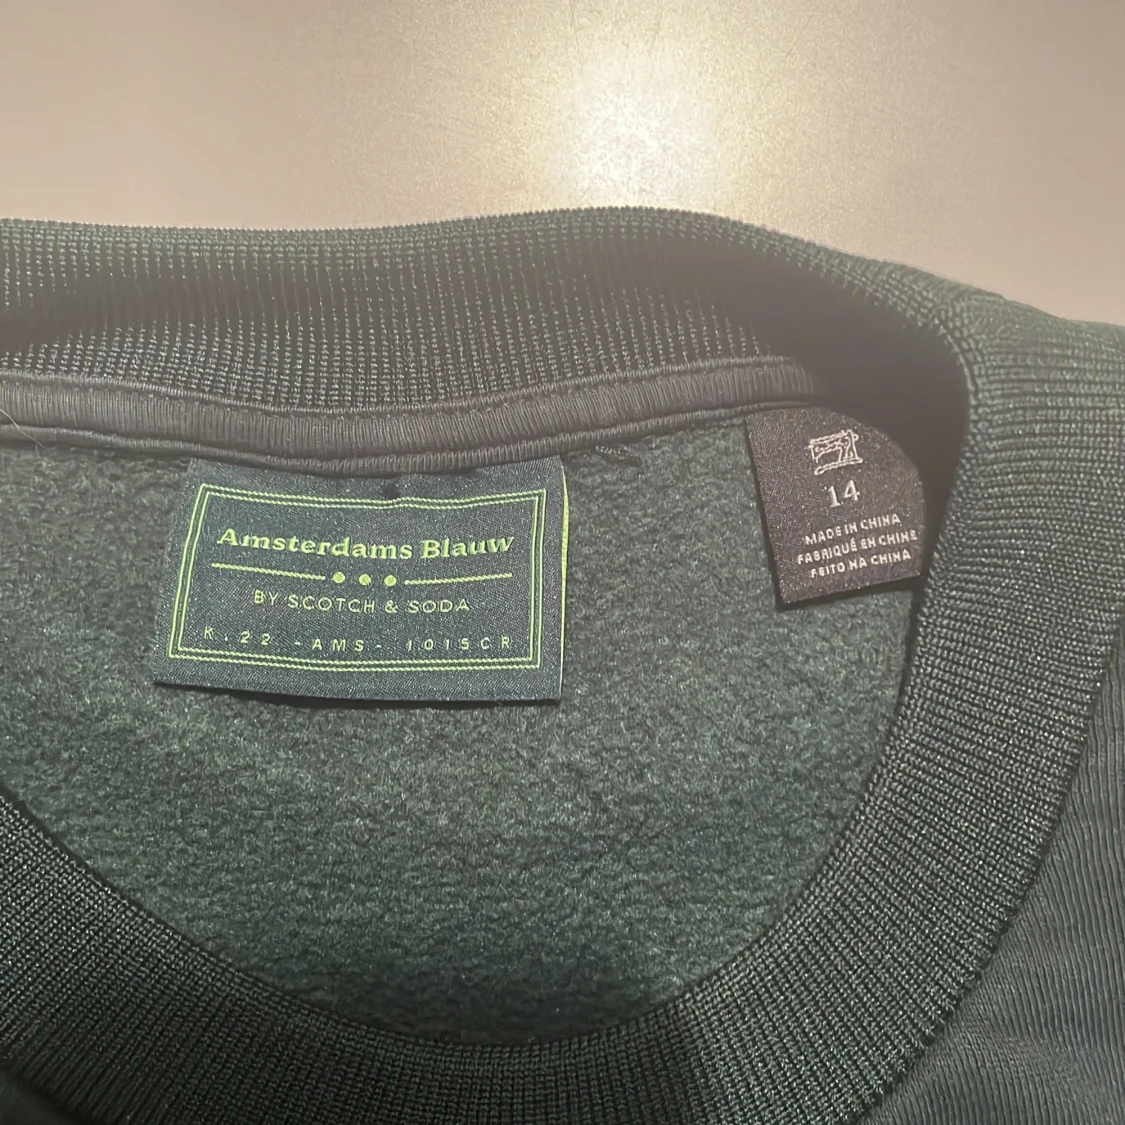 Amsterdams Blauw
BY SCOTCH & SODA
K.22 -AMS- 1015CR
14
MADE IN CHINA
FABRIQUÉ EN CHINE
FEITO NA CHINA